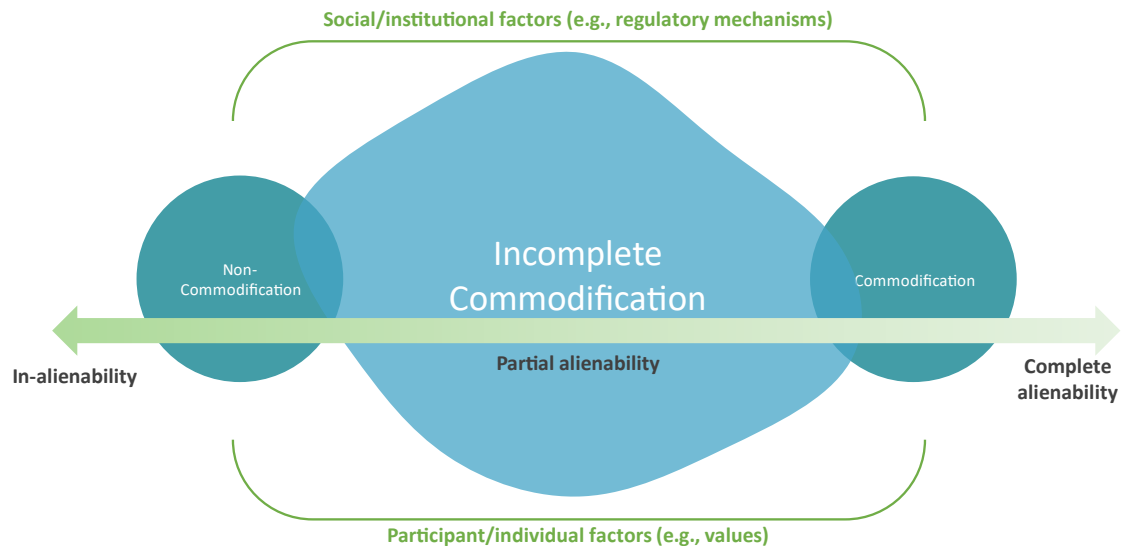 Social/institutional factors (e.g., regulatory mechanisms)
Incomplete
Commodification
Non-
Commodification
Commodification
Partial alienability
In-alienability
Complete
alienability
Participant/individual factors (e.g., values)